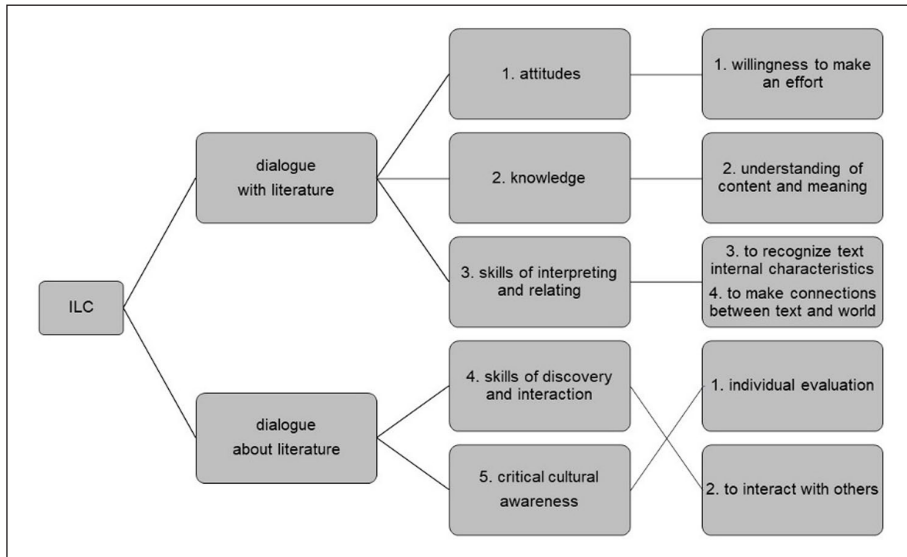 ILC
dialogue
with literature
dialogue
about literature
1. attitudes
2. knowledge
3. skills of interpreting
and relating
4. skills of discovery
and interaction
5. critical cultural
awareness
1. willingness to make
an effort
2. understanding of
content and meaning
3. to recognize text
internal characteristics
4. to make connections
between text and world
1. individual evaluation
2. to interact with others